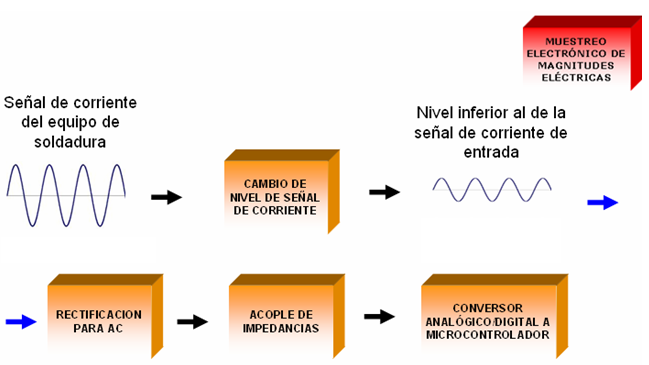 MUESTREO
ELECTRÓNICO DE
MAGNITUDES
ELÉCTRICAS
Señal de corriente
del equipo de
soldadura
CAMBIO DE
NIVEL DE SEÑAL
DE CORRIENTE
Nivel inferior al de la
señal de corriente de
entrada
RECTIFICACION
PARA AC
ACOPLE DE
IMPEDANCIAS
CONVERSOR
ANALÓGICO/DIGITAL A
MICROCONTROLADOR